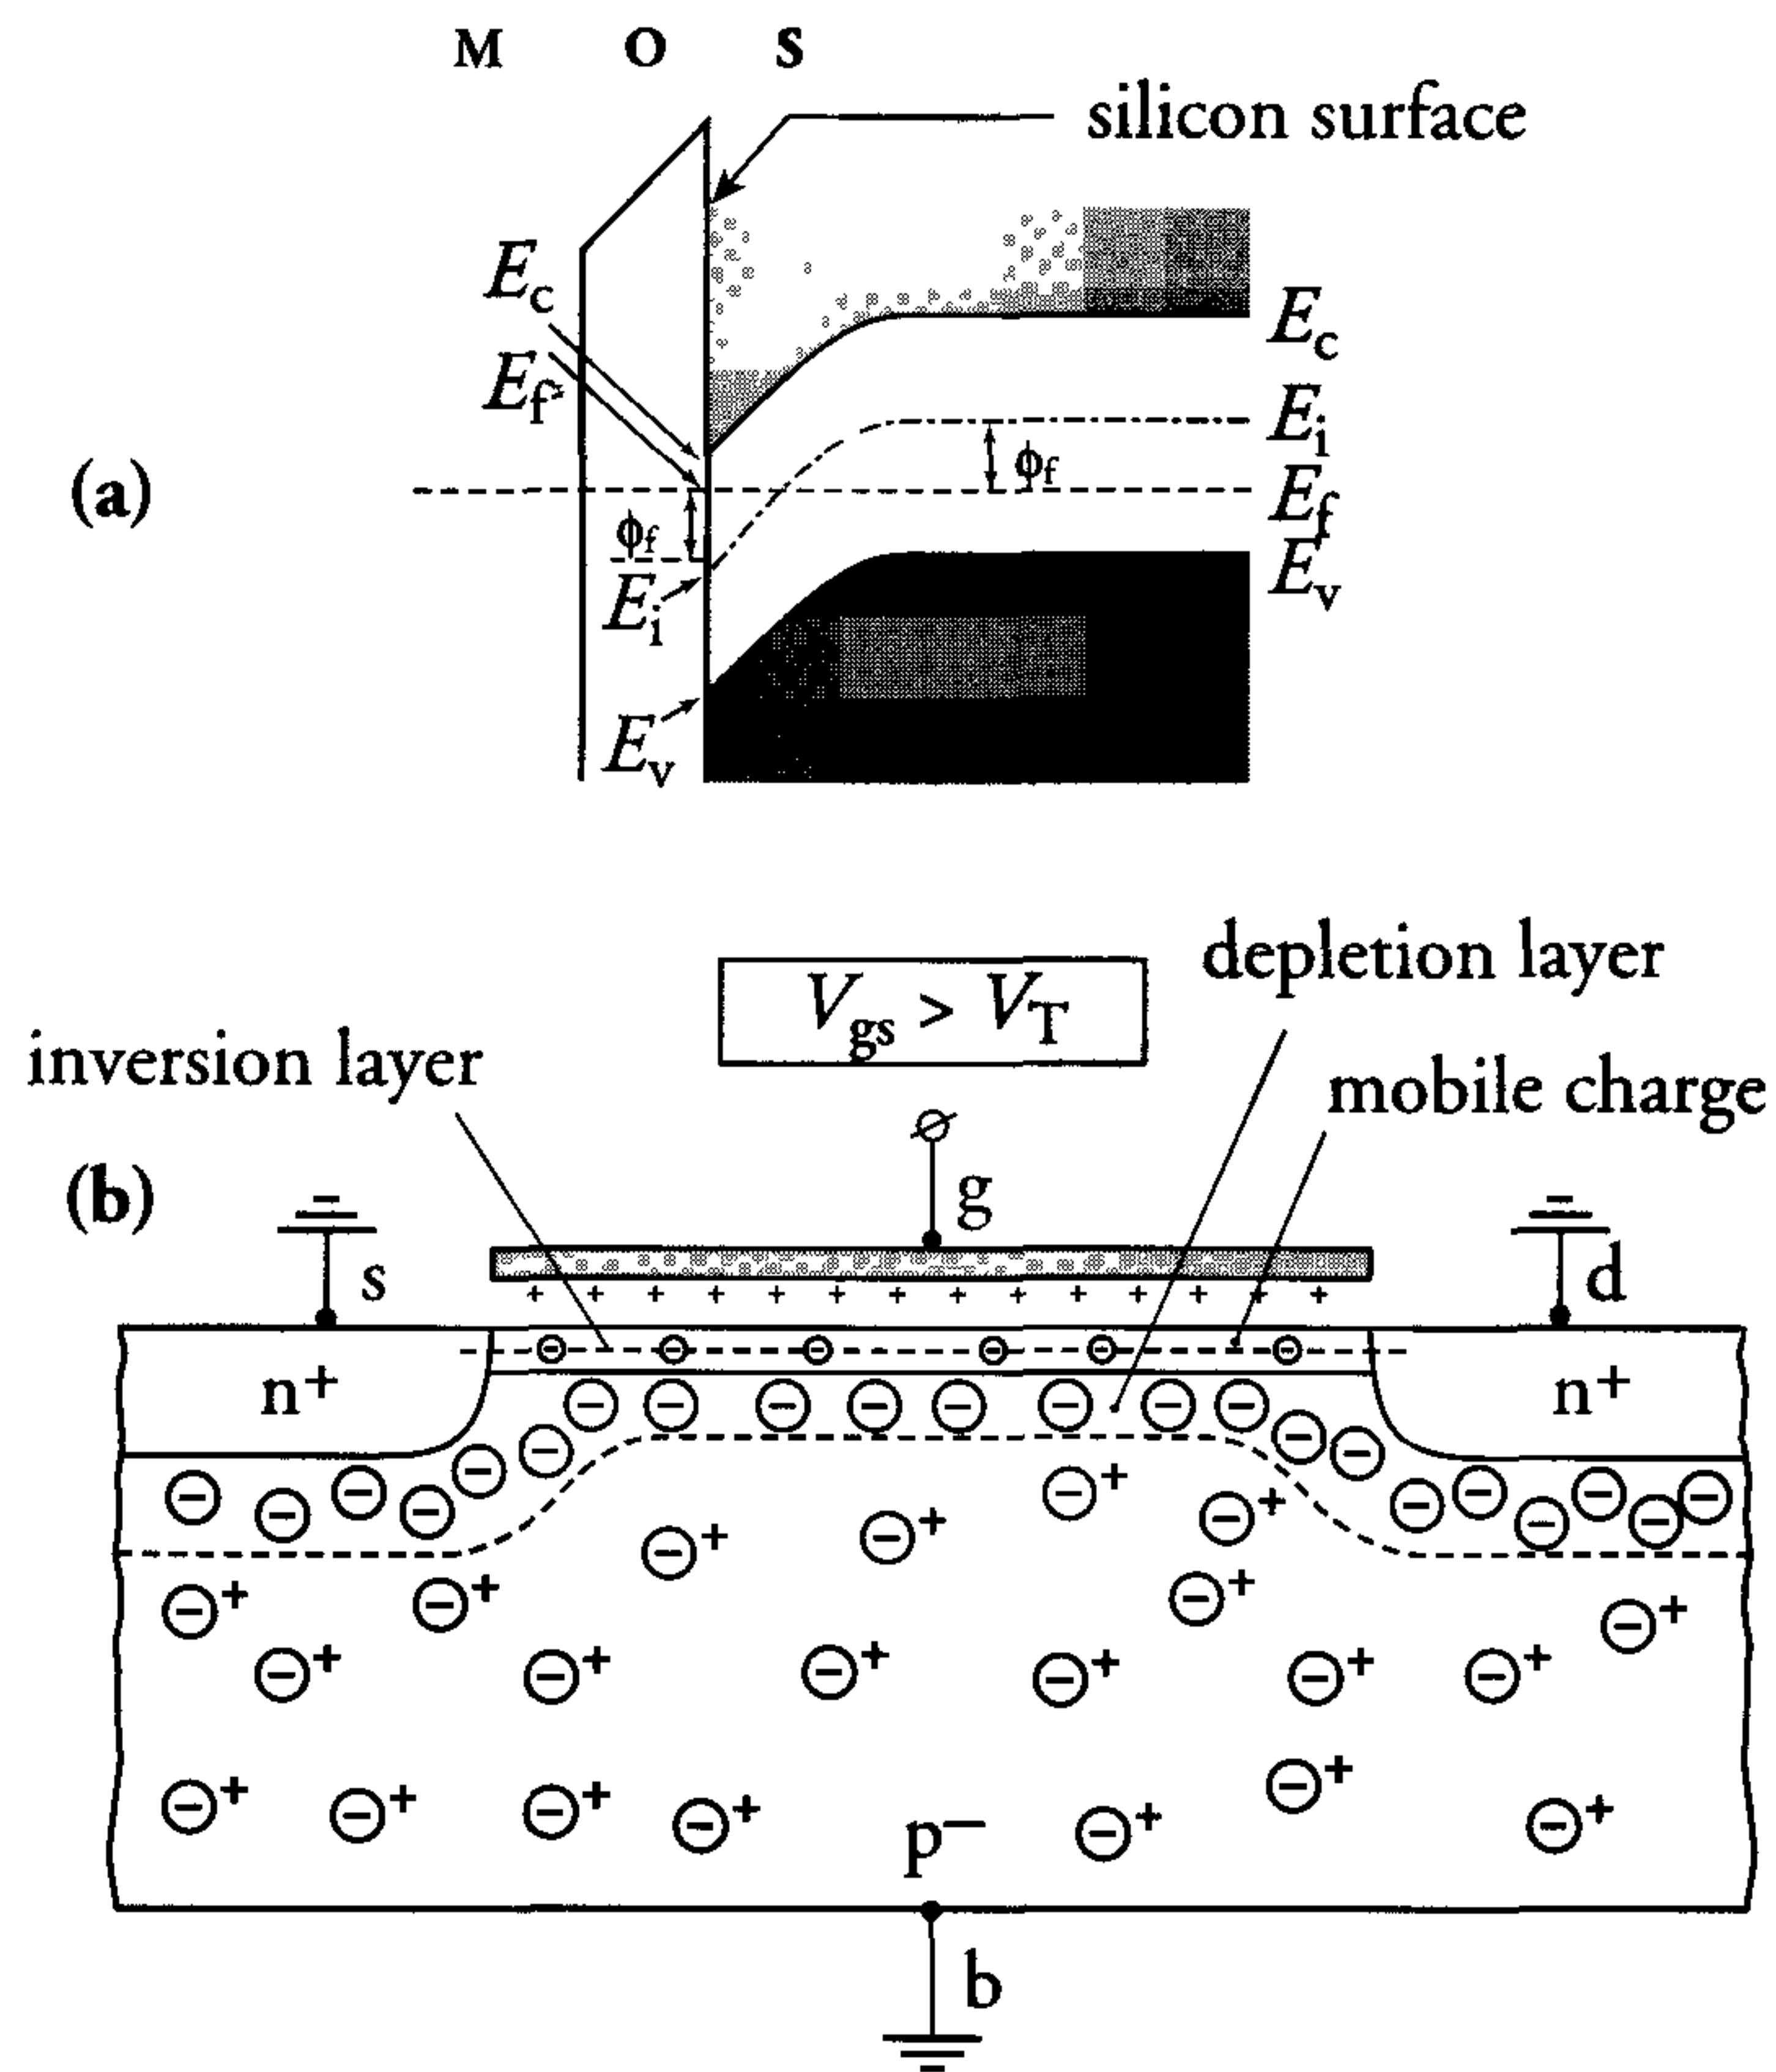 M O S
silicon surface
E_c
E_f
E_c
E_i
ϕ_f
E_f
(a)
ϕ_f
E_v
E_i
E_v
depletion layer
V_gs > V_T
inversion layer
mobile charge
(b)
g
s
d
+ + + + + + + + + + + + + +
n+
n+
p−
b